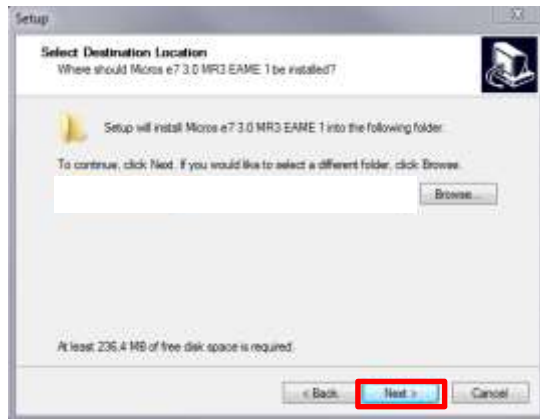 Setup
Select Destination Location
Where should Micros e7 3.0 MR3 EAME 1 be installed?
Setup will install Micros e7 3.0 MR3 EAME 1 into the following folder.
To continue, click Next. If you would like to select a different folder, click Browse.
Browse...
At least 236.4 MB of free disk space is required.
< Back
Next >
Cancel